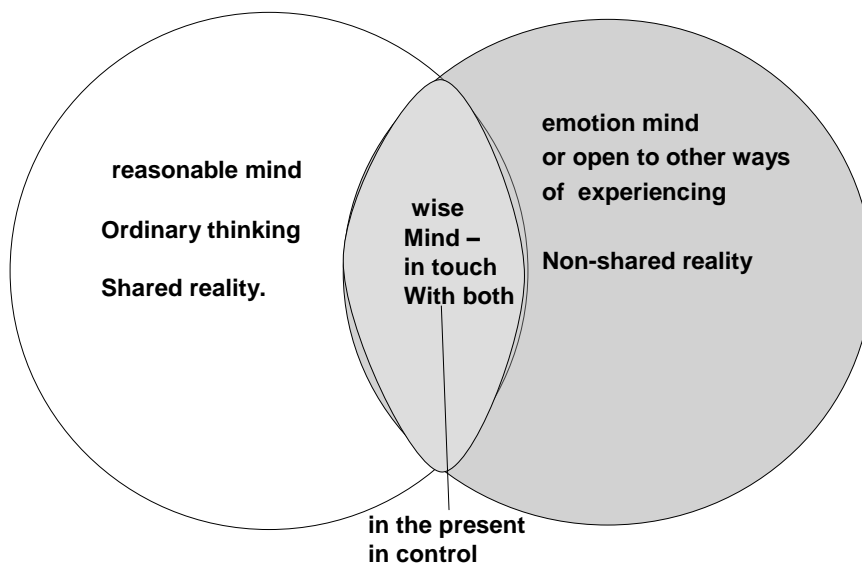 reasonable mind
Ordinary thinking
Shared reality.
wise
Mind –
in touch
With both
emotion mind
or open to other ways
of experiencing
Non-shared reality
in the present
in control